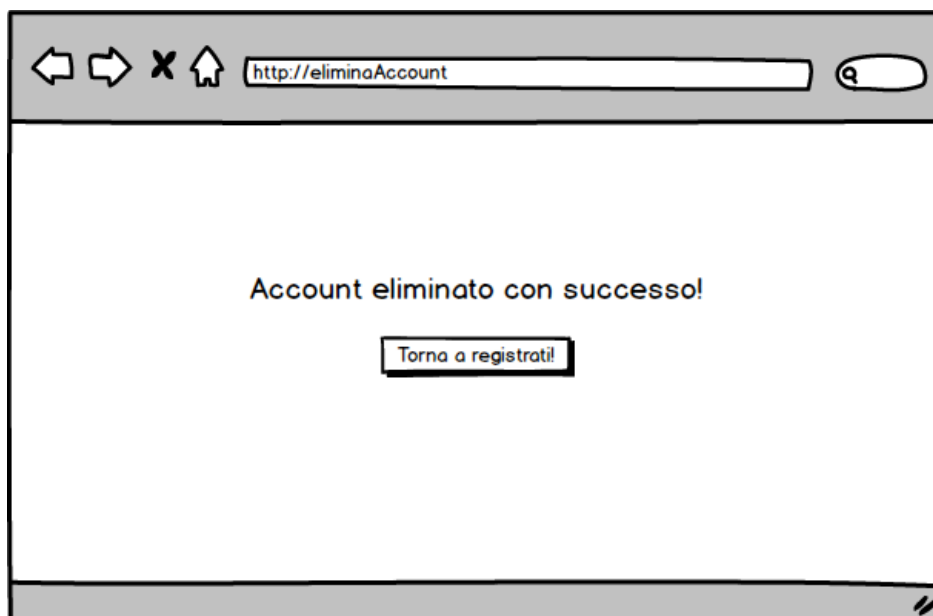 http://eliminaAccount
Account eliminato con successo!
Torna a registrati!